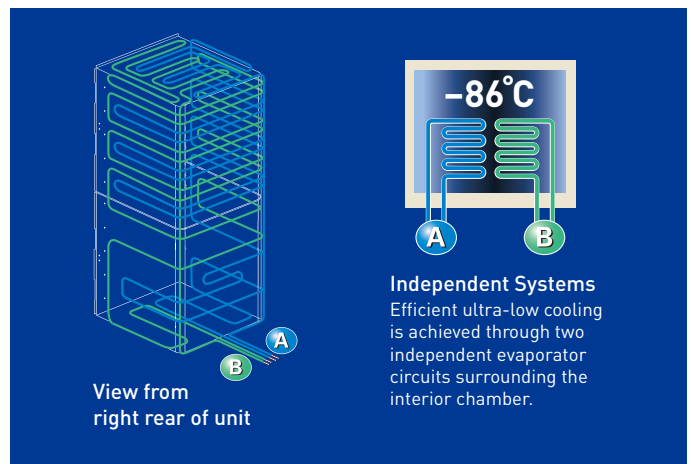 –86°C
A
B
Independent Systems
Efficient ultra-low cooling
is achieved through two
independent evaporator
circuits surrounding the
interior chamber.
A
B
View from
right rear of unit